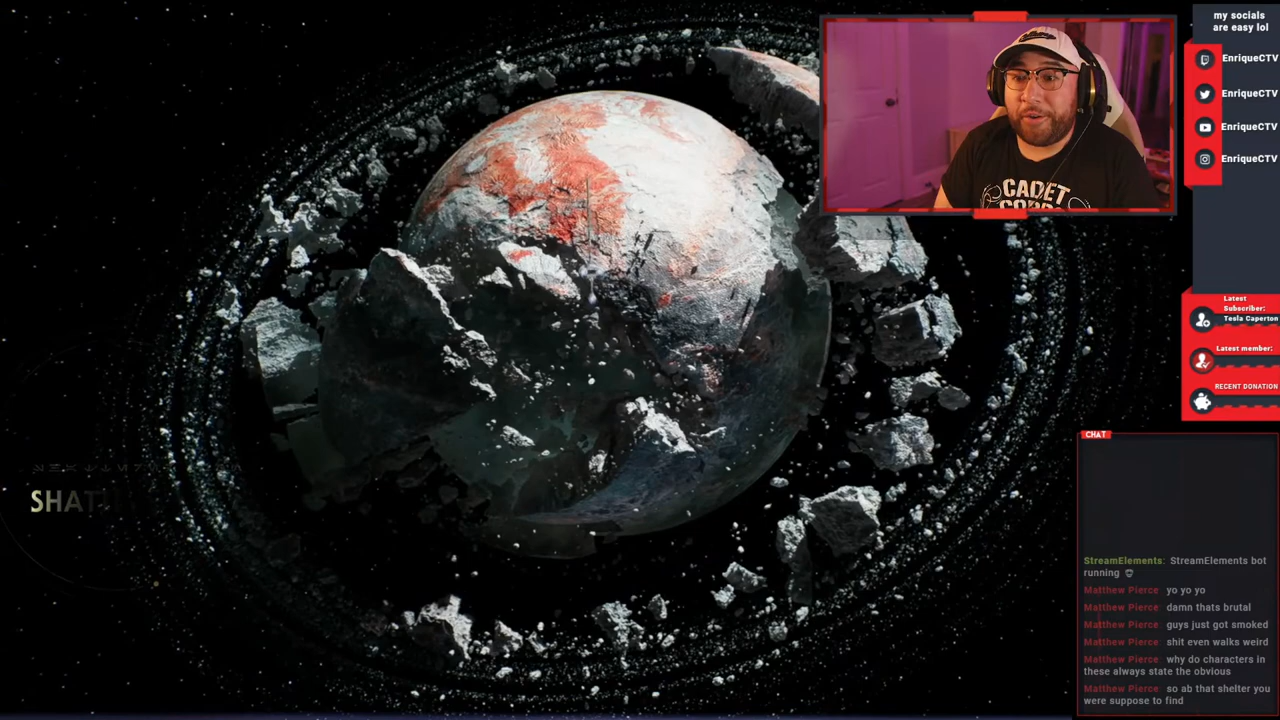 my socials
are easy lol
EnriqueCTV
EnriqueCTV
EnriqueCTV
EnriqueCTV
CADET
Latest
Subscriber:
Tesla Caperton
Latest member:
RECENT DONATION
SHAT
CHAT
StreamElements: StreamElements bot
running
Matthew Pierce: yo yo yo
Matthew Pierce: damn thats brutal
Matthew Pierce: guys just got smoked
Matthew Pierce: shit even walks weird
Matthew Pierce: why do characters in
these always state the obvious
Matthew Pierce: so ab that shelter you
were suppose to find